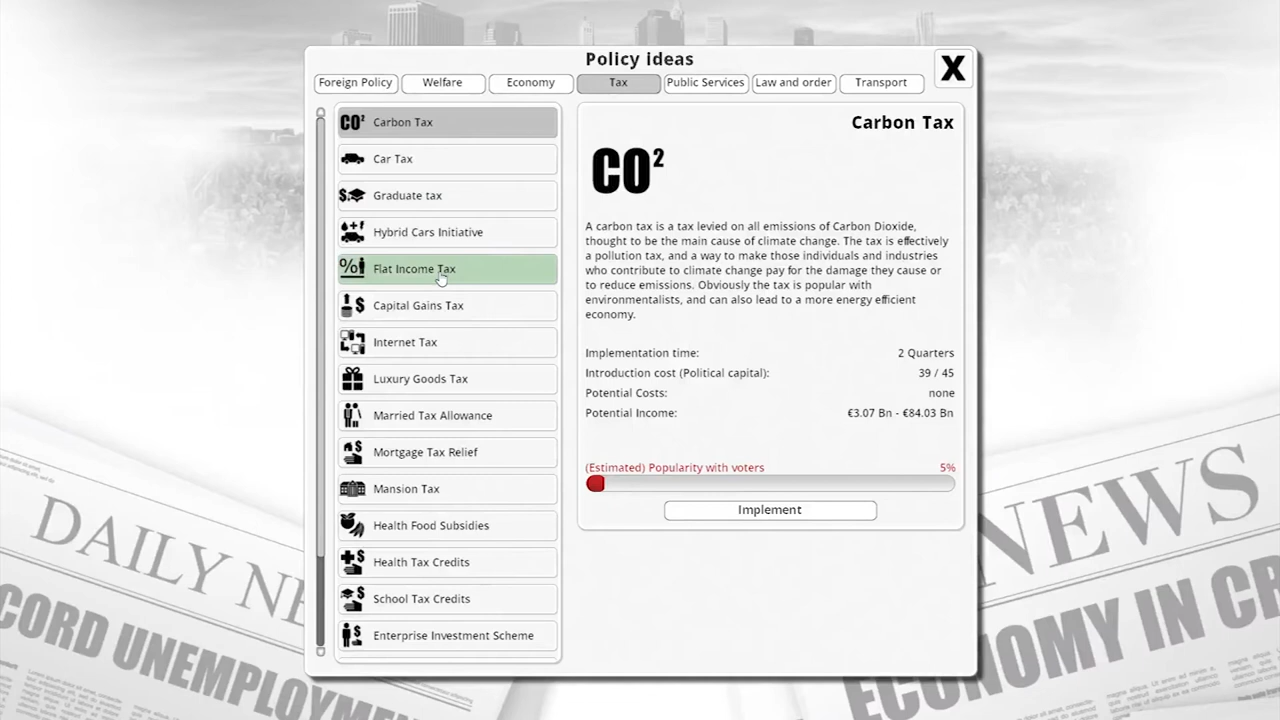 Policy ideas
X
Foreign Policy
Welfare
Economy
Tax
Public Services
Law and order
Transport
CO² Carbon Tax
Car Tax
Graduate tax
Hybrid Cars Initiative
Flat Income Tax
Capital Gains Tax
Internet Tax
Luxury Goods Tax
Married Tax Allowance
Mortgage Tax Relief
Mansion Tax
Health Food Subsidies
Health Tax Credits
School Tax Credits
Enterprise Investment Scheme
Carbon Tax
CO²
A carbon tax is a tax levied on all emissions of Carbon Dioxide,
thought to be the main cause of climate change. The tax is effectively
a pollution tax, and a way to make those individuals and industries
who contribute to climate change pay for the damage they cause or
to reduce emissions. Obviously the tax is popular with
environmentalists, and can also lead to a more energy efficient
economy.
Implementation time: 2 Quarters
Introduction cost (Political capital): 39 / 45
Potential Costs: none
Potential Income: €3.07 Bn - €84.03 Bn
(Estimated) Popularity with voters 5%
Implement
DAILY NE
CORD UNEMPLOYM
NEWS
ECONOMY IN CR